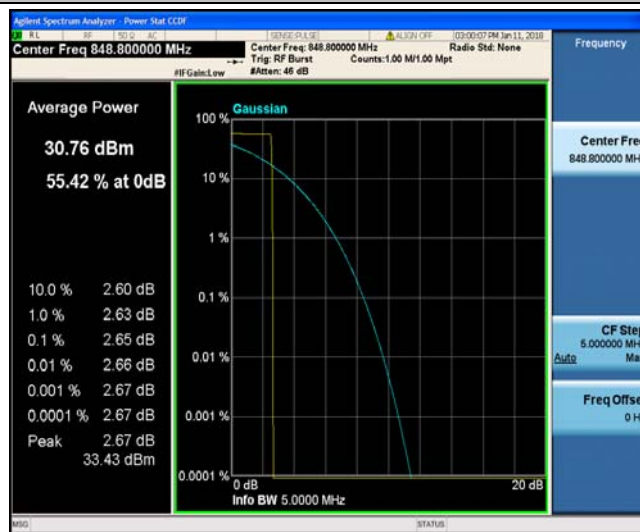 Agilent Spectrum Analyzer - Power Stat CCDF
RL RF 50 Ω AC SENSE:PULSE ALIGN OFF 03:00:07 PM Jan 11, 2018
Center Freq 848.800000 MHz
Center Freq: 848.800000 MHz Radio Std: None
Trig: RF Burst Counts:1.00 M/1.00 Mpt
#IFGain:Low #Atten: 46 dB
Frequency
Average Power
30.76 dBm
55.42 % at 0dB
10.0 % 2.60 dB
1.0 % 2.63 dB
0.1 % 2.65 dB
0.01 % 2.66 dB
0.001 % 2.67 dB
0.0001 % 2.67 dB
Peak 2.67 dB
33.43 dBm
Gaussian
100 %
10 %
1 %
0.1 %
0.01 %
0.001 %
0.0001 %
0 dB 20 dB
Info BW 5.0000 MHz
Center Fre
848.800000 MH
CF Step
5.000000 MH
Auto Ma
Freq Offse
0 H
MSG STATUS